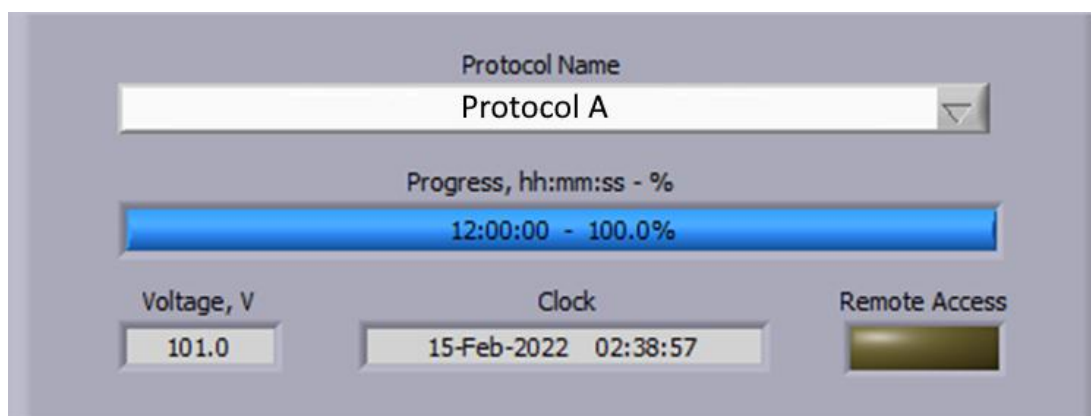 Protocol Name
Protocol A
Progress, hh:mm:ss - %
12:00:00 - 100.0%
Voltage, V Clock Remote Access
101.0 15-Feb-2022 02:38:57